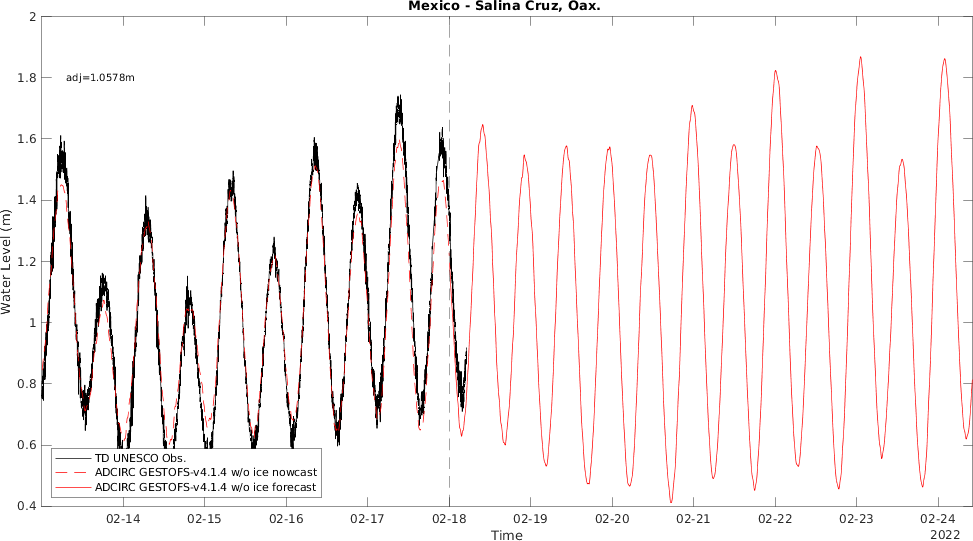 Mexico - Salina Cruz, Oax.
2
1.8
1.6
1.4
1.2
1
0.8
0.6
0.4
Water Level (m)
adj=1.0578m
TD UNESCO Obs.
ADCIRC GESTOFS-v4.1.4 w/o ice nowcast
ADCIRC GESTOFS-v4.1.4 w/o ice forecast
02-14 02-15 02-16 02-17 02-18 02-19 02-20 02-21 02-22 02-23 02-24
Time
2022